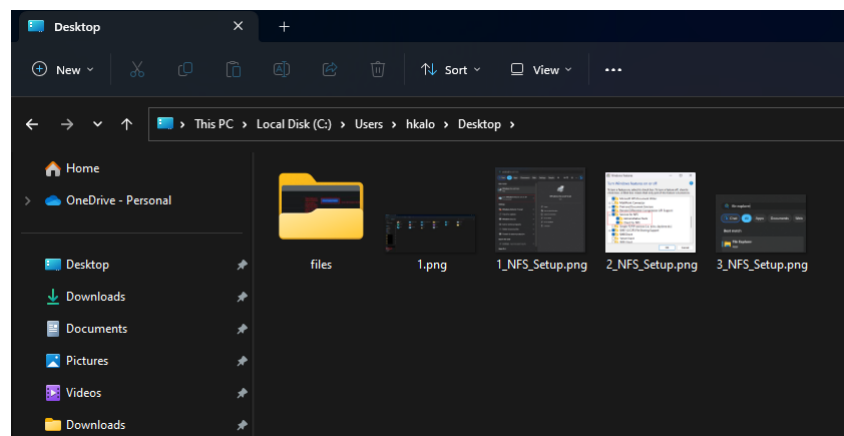 Desktop
New
Sort
View
This PC > Local Disk (C:) > Users > hkalo > Desktop >
Home
OneDrive - Personal
Desktop
Downloads
Documents
Pictures
Videos
Downloads
files
1.png
1_NFS_Setup.png
2_NFS_Setup.png
3_NFS_Setup.png